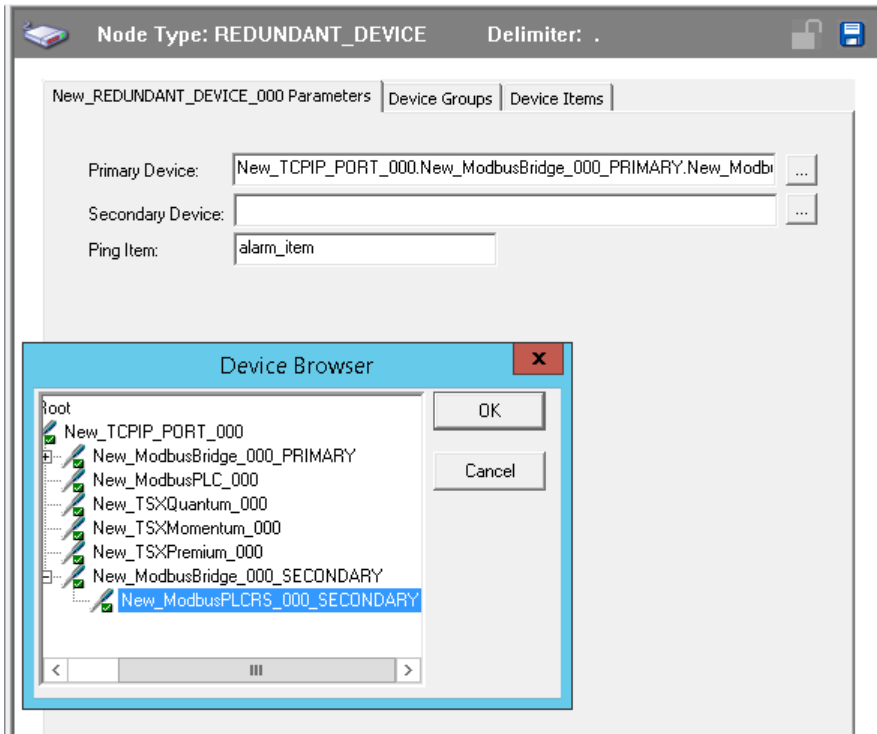 Node Type: REDUNDANT_DEVICE Delimiter: .
New_REDUNDANT_DEVICE_000 Parameters Device Groups Device Items
Primary Device: New_TCPIP_PORT_000.New_ModbusBridge_000_PRIMARY.New_Modb ...
Secondary Device: ...
Ping Item: alarm_item
Device Browser x
Root OK
New_TCPIP_PORT_000
New_ModbusBridge_000_PRIMARY
New_ModbusPLC_000 Cancel
New_TSXQuantum_000
New_TSXMomentum_000
New_TSXPremium_000
New_ModbusBridge_000_SECONDARY
New_ModbusPLCRS_000_SECONDARY